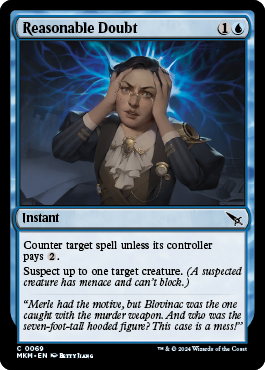 Reasonable Doubt 1
Instant
Counter target spell unless its controller
pays 2.
Suspect up to one target creature. (A suspected
creature has menace and can't block.)
"Merle had the motive, but Blovinac was the one
caught with the murder weapon. And who was the
seven-foot-tall hooded figure? This case is a mess!"
C 0069
MKM • EN BETTY JIANG
™ & © 2024 Wizards of the Coast